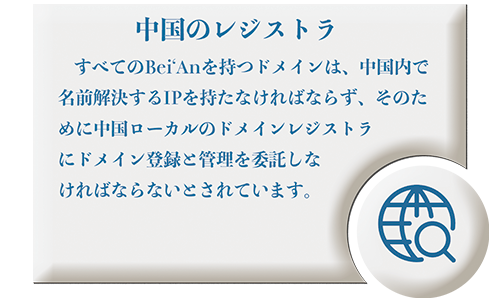 中国のレジストラ
すべてのBei‘Anを持つドメインは、中国内で
名前解決するIPを持たなければならず、そのた
めに中国ローカルのドメインレジストラ
にドメイン登録と管理を委託しな
ければならないとされています。